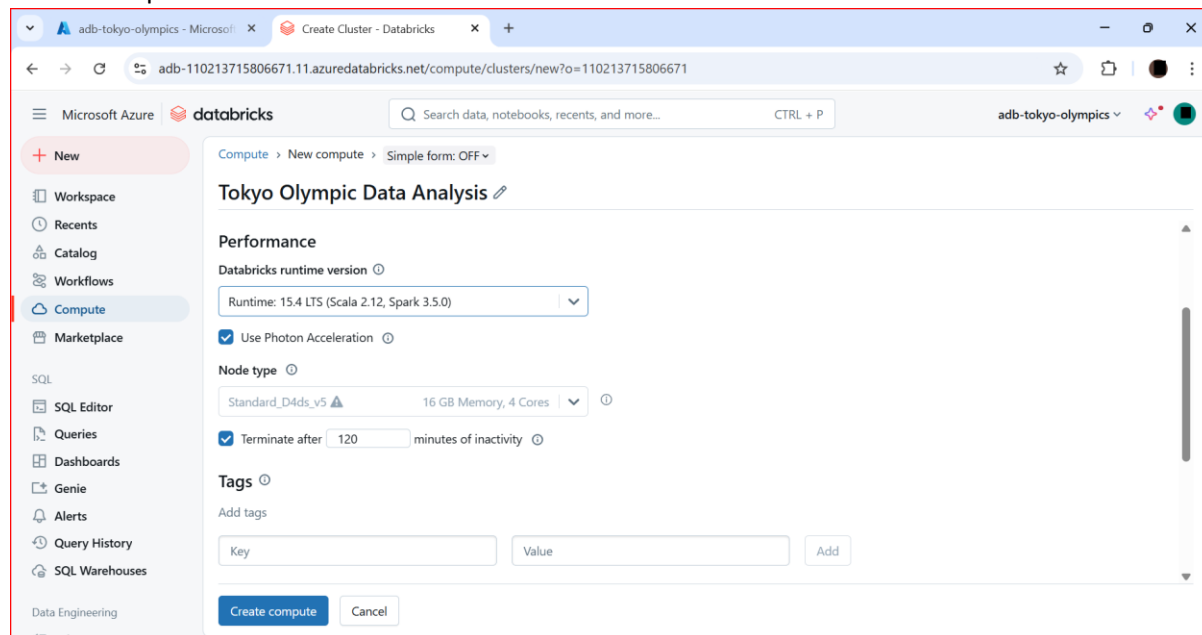 adb-tokyo-olympics - Microsof
Create Cluster - Databricks
adb-110213715806671.11.azuredatabricks.net/compute/clusters/new?o=110213715806671
Microsoft Azure databricks
Search data, notebooks, recents, and more... CTRL + P
adb-tokyo-olympics
New
Workspace
Recents
Catalog
Workflows
Compute
Marketplace
SQL
SQL Editor
Queries
Dashboards
Genie
Alerts
Query History
SQL Warehouses
Data Engineering
Compute > New compute > Simple form: OFF
Tokyo Olympic Data Analysis
Performance
Databricks runtime version
Runtime: 15.4 LTS (Scala 2.12, Spark 3.5.0)
Use Photon Acceleration
Node type
Standard_D4ds_v5 16 GB Memory, 4 Cores
Terminate after 120 minutes of inactivity
Tags
Add tags
Key Value Add
Create compute Cancel